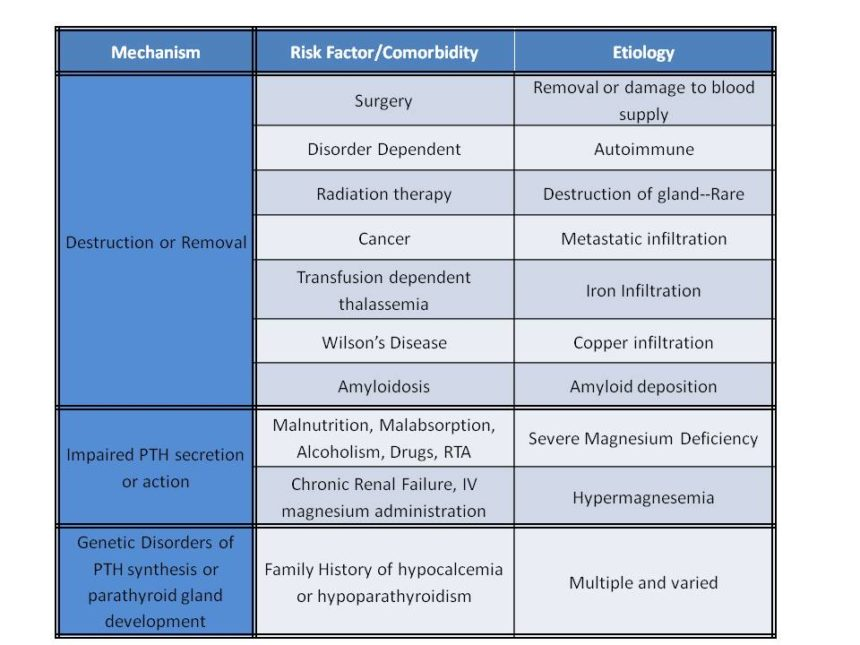 Mechanism
Risk Factor/Comorbidity
Etiology
Destruction or Removal
Surgery
Removal or damage to blood
supply
Disorder Dependent
Autoimmune
Radiation therapy
Destruction of gland--Rare
Cancer
Metastatic infiltration
Transfusion dependent
thalassemia
Iron Infiltration
Wilson’s Disease
Copper infiltration
Amyloidosis
Amyloid deposition
Impaired PTH secretion
or action
Malnutrition, Malabsorption,
Alcoholism, Drugs, RTA
Severe Magnesium Deficiency
Chronic Renal Failure, IV
magnesium administration
Hypermagnesemia
Genetic Disorders of
PTH synthesis or
parathyroid gland
development
Family History of hypocalcemia
or hypoparathyroidism
Multiple and varied